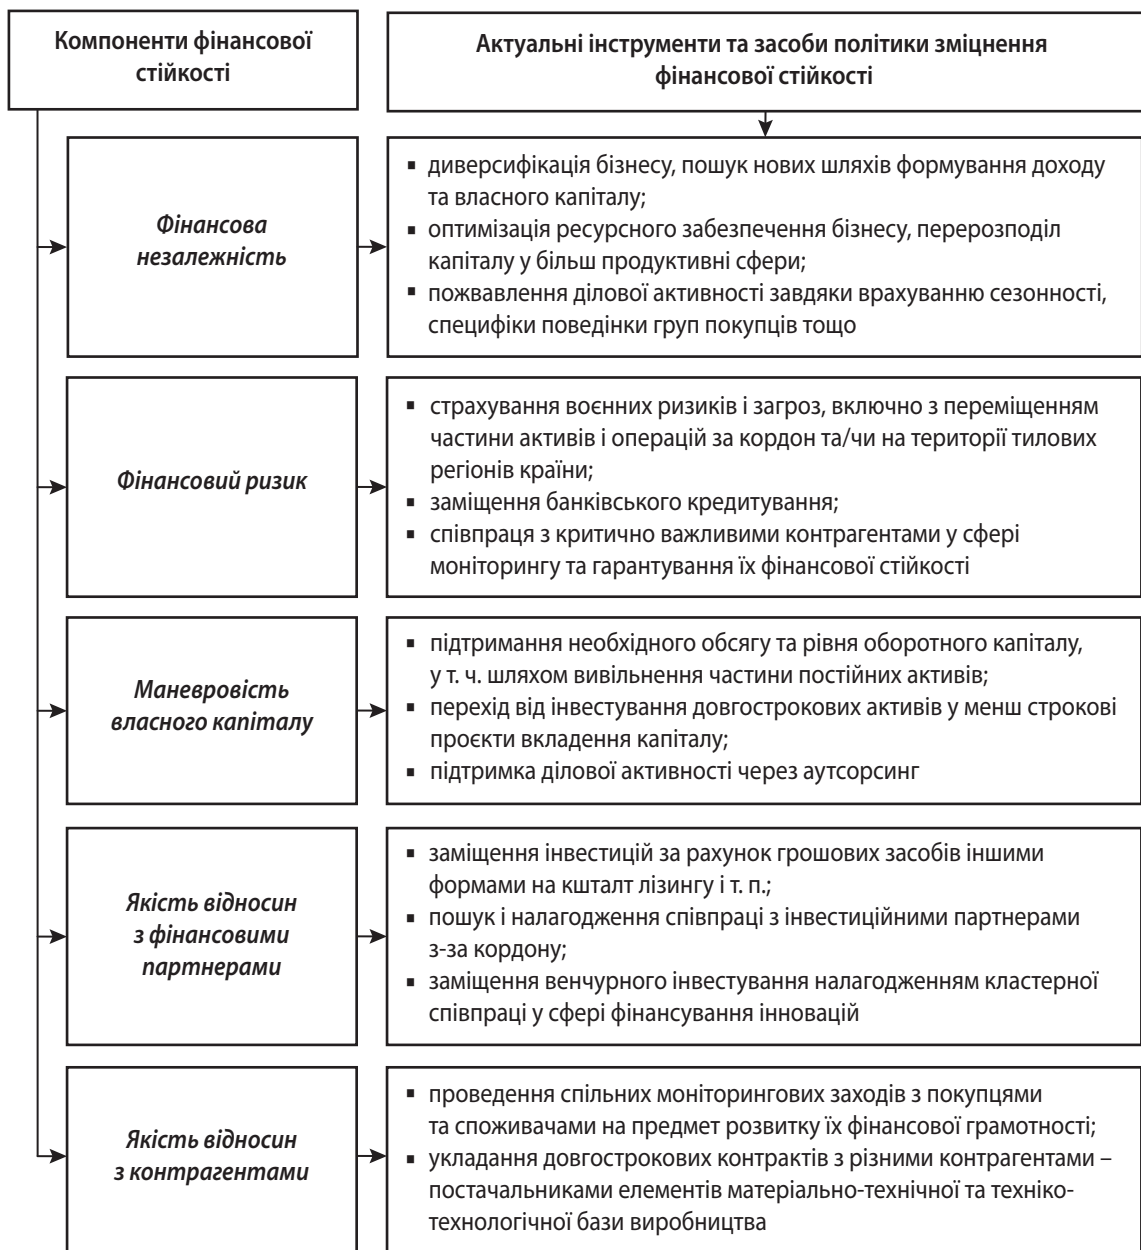 Компоненти фінансової
стійкості
Актуальні інструменти та засоби політики зміцнення
фінансової стійкості
Фінансова
незалежність
▪ диверсифікація бізнесу, пошук нових шляхів формування доходу
та власного капіталу;
▪ оптимізація ресурсного забезпечення бізнесу, перерозподіл
капіталу у більш продуктивні сфери;
▪ пожвавлення ділової активності завдяки врахуванню сезонності,
специфіки поведінки груп покупців тощо
Фінансовий ризик
▪ страхування воєнних ризиків і загроз, включно з переміщенням
частини активів і операцій за кордон та/чи на території тилових
регіонів країни;
▪ заміщення банківського кредитування;
▪ співпраця з критично важливими контрагентами у сфері
моніторингу та гарантування їх фінансової стійкості
Маневровість
власного капіталу
▪ підтримання необхідного обсягу та рівня оборотного капіталу,
у т. ч. шляхом вивільнення частини постійних активів;
▪ перехід від інвестування довгострокових активів у менш строкові
проєкти вкладення капіталу;
▪ підтримка ділової активності через аутсорсинг
Якість відносин
з фінансовими
партнерами
▪ заміщення інвестицій за рахунок грошових засобів іншими
формами на кшталт лізингу і т. п.;
▪ пошук і налагодження співпраці з інвестиційними партнерами
з-за кордону;
▪ заміщення венчурного інвестування налагодженням кластерної
співпраці у сфері фінансування інновацій
Якість відносин
з контрагентами
▪ проведення спільних моніторингових заходів з покупцями
та споживачами на предмет розвитку їх фінансової грамотності;
▪ укладання довгострокових контрактів з різними контрагентами –
постачальниками елементів матеріально-технічної та техніко-
технологічної бази виробництва